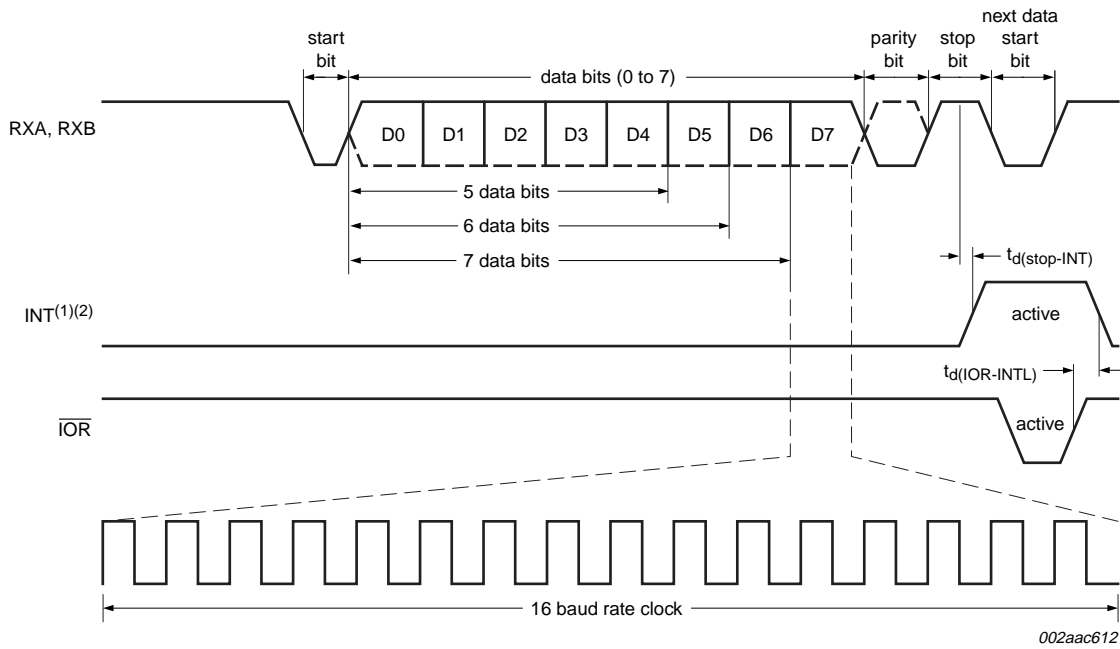 start
bit
data bits (0 to 7)
parity
bit
stop
bit
next data
start
bit
RXA, RXB
D0 D1 D2 D3 D4 D5 D6 D7
5 data bits
6 data bits
7 data bits
td(stop-INT)
INT(1)(2)
active
td(IOR-INTL)
IOR
active
16 baud rate clock
002aac612